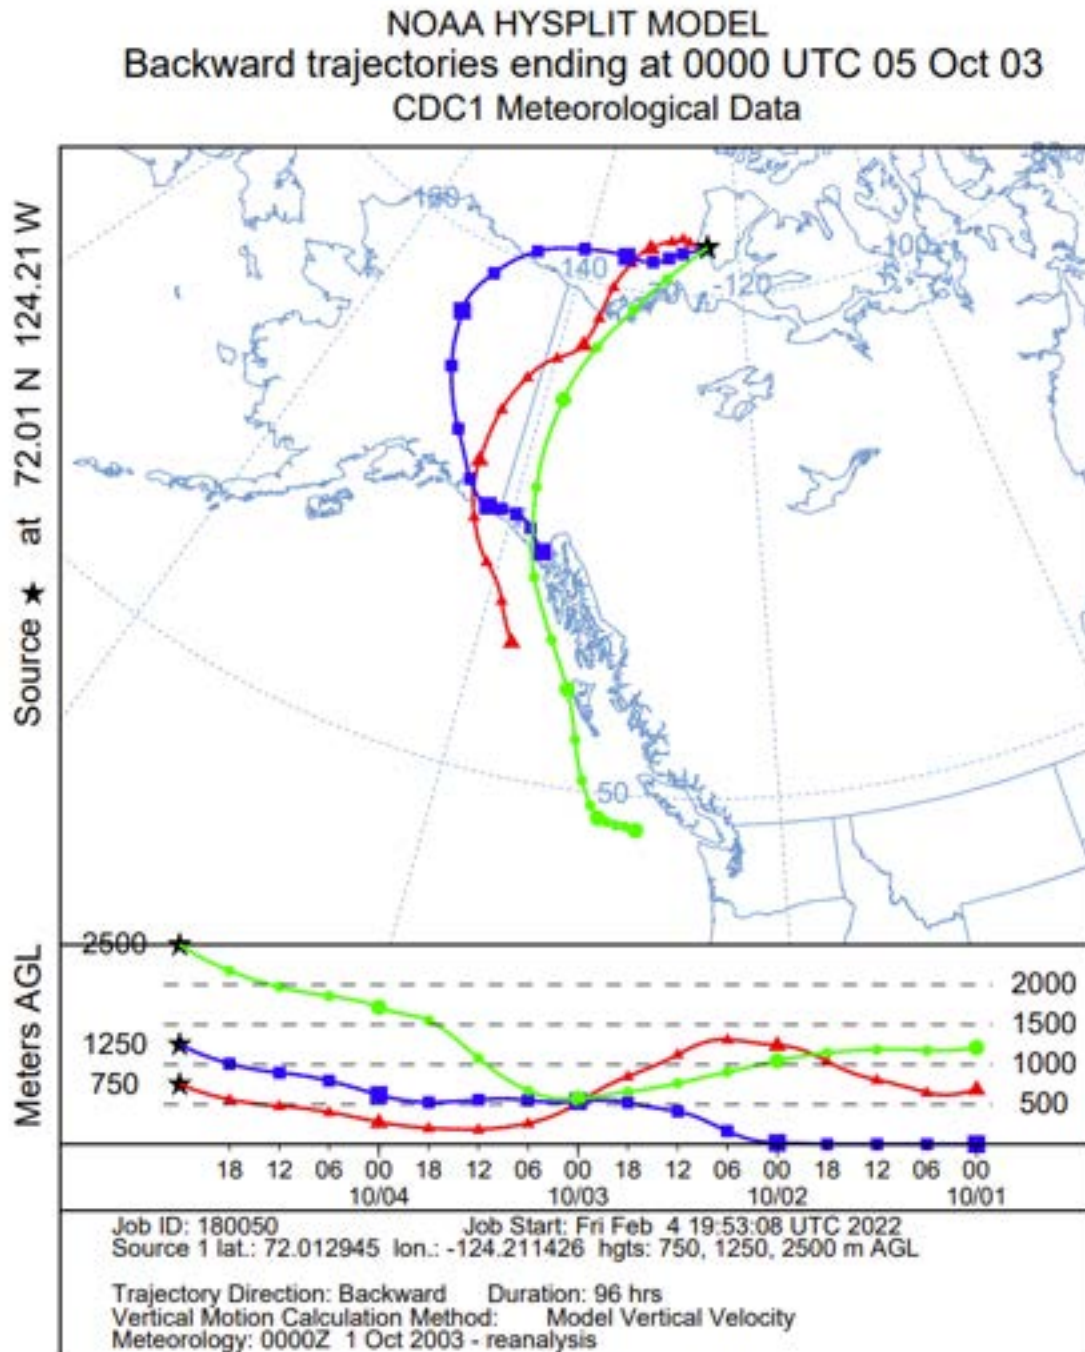 NOAA HYSPLIT MODEL
Backward trajectories ending at 0000 UTC 05 Oct 03
CDC1 Meteorological Data
Source ★ at 72.01 N 124.21 W
140
-120
-100
50
Meters AGL
2500
1250
750
2000
1500
1000
500
18 12 06 00 18 12 06 00 18 12 06 00 18 12 06 00
10/04 10/03 10/02 10/01
Job ID: 180050 Job Start: Fri Feb 4 19:53:08 UTC 2022
Source 1 lat.: 72.012945 lon.: -124.211426 hgts: 750, 1250, 2500 m AGL
Trajectory Direction: Backward Duration: 96 hrs
Vertical Motion Calculation Method: Model Vertical Velocity
Meteorology: 0000Z 1 Oct 2003 - reanalysis